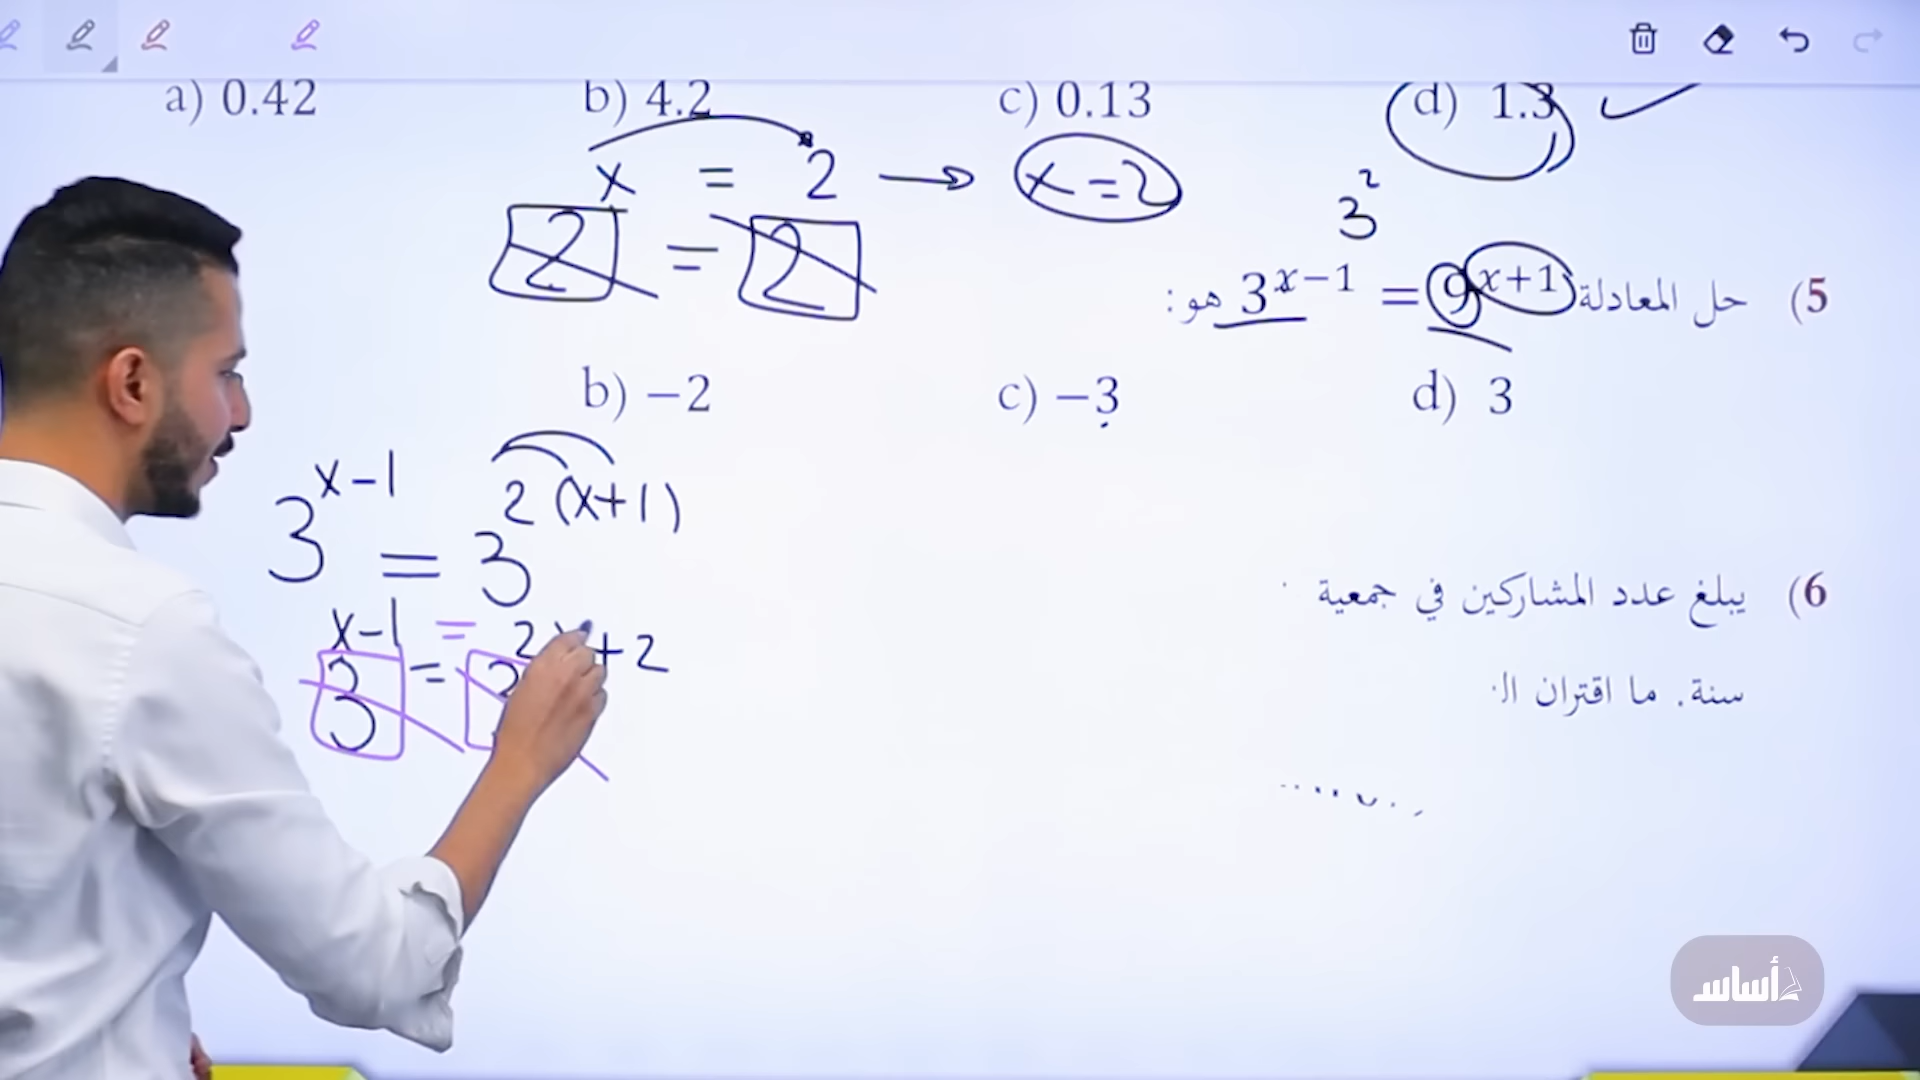 a) 0.42 b) 4.2 c) 0.13 d) 1.3
x = 2 → x = 2
2 = 2
3²
5) حل المعادلة 3^{x−1} = 9^{x+1} هو:
b) −2 c) −3 d) 3
3^{x−1} = 3^{2(x+1)}
x−1 = 2x+2
3 = 3
6) يبلغ عدد المشاركين في جمعية
سنة. ما اقتران ال
أساس